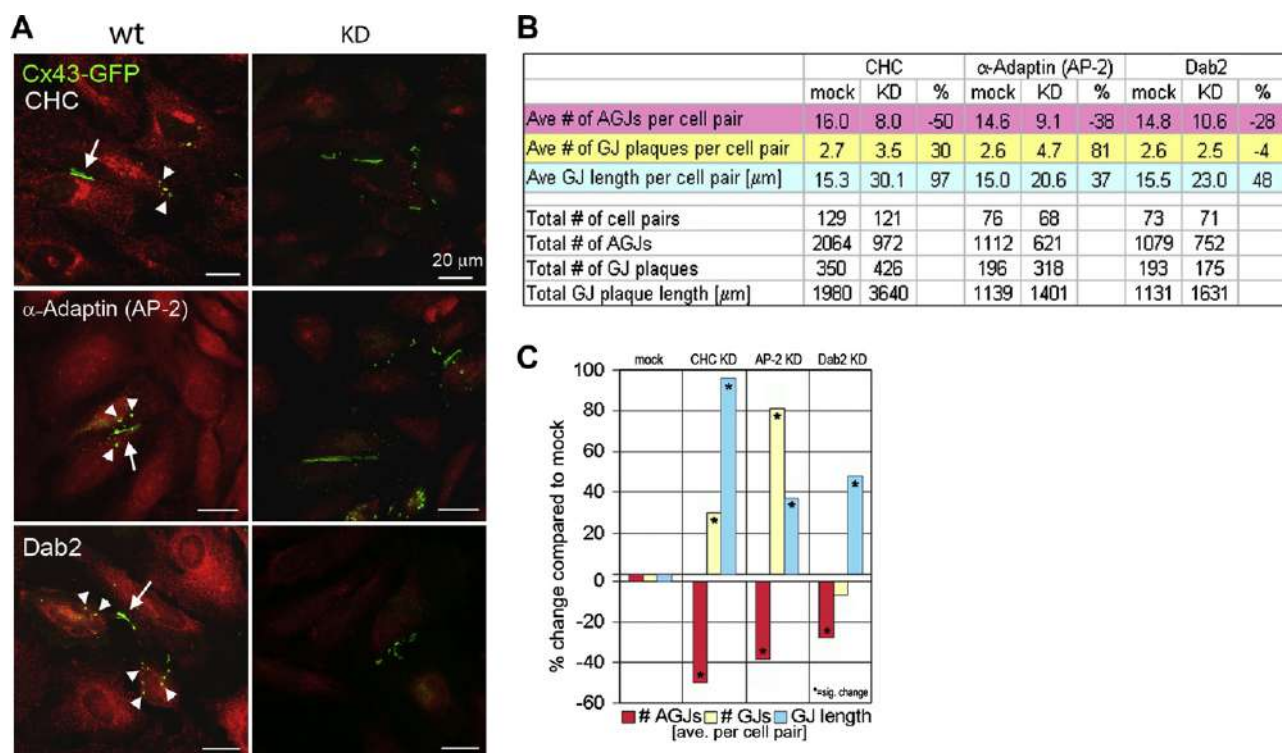 A
wt
KD
Cx43-GFP
CHC
20 μm
α-Adaptin (AP-2)
Dab2
B
CHC α-Adaptin (AP-2) Dab2
mock KD % mock KD % mock KD %
Ave # of AGJs per cell pair 16.0 8.0 -50 14.6 9.1 -38 14.8 10.6 -28
Ave # of GJ plaques per cell pair 2.7 3.5 30 2.6 4.7 81 2.6 2.5 -4
Ave GJ length per cell pair [μm] 15.3 30.1 97 15.0 20.6 37 15.5 23.0 48
Total # of cell pairs 129 121 76 68 73 71
Total # of AGJs 2064 972 1112 621 1079 752
Total # of GJ plaques 350 426 196 318 193 175
Total GJ plaque length [μm] 1980 3640 1139 1401 1131 1631
C
mock CHC KD AP-2 KD Dab2 KD
% change compared to mock
100
80
60
40
20
0
-20
-40
-60
* * * * * * * *
*=sig. change
# AGJs # GJs GJ length
[ave. per cell pair]